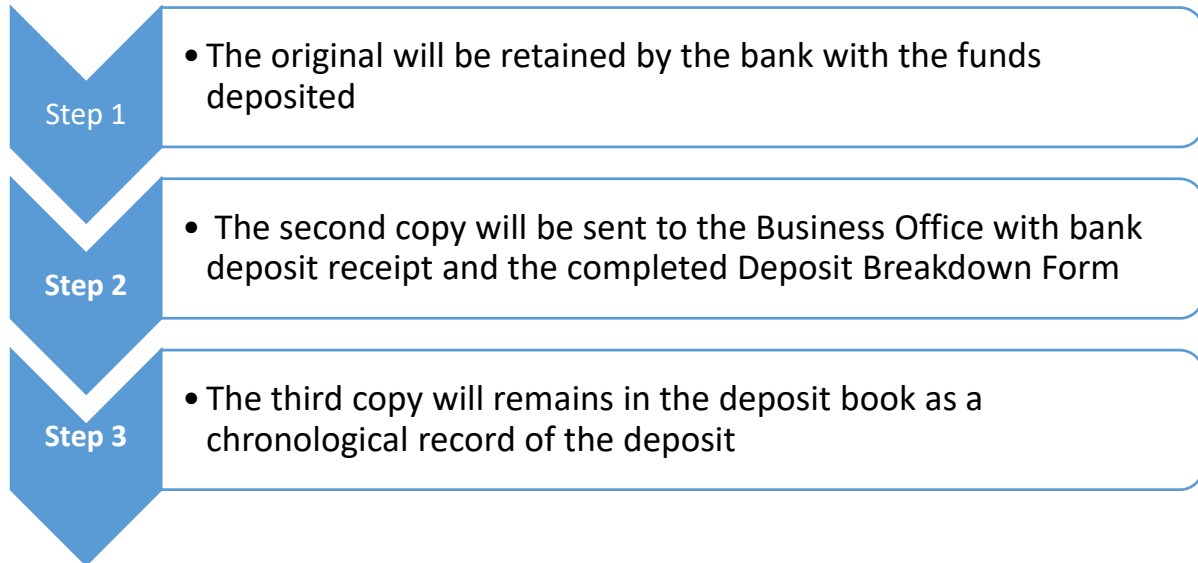 Step 1
• The original will be retained by the bank with the funds
deposited
Step 2
• The second copy will be sent to the Business Office with bank
deposit receipt and the completed Deposit Breakdown Form
Step 3
• The third copy will remains in the deposit book as a
chronological record of the deposit